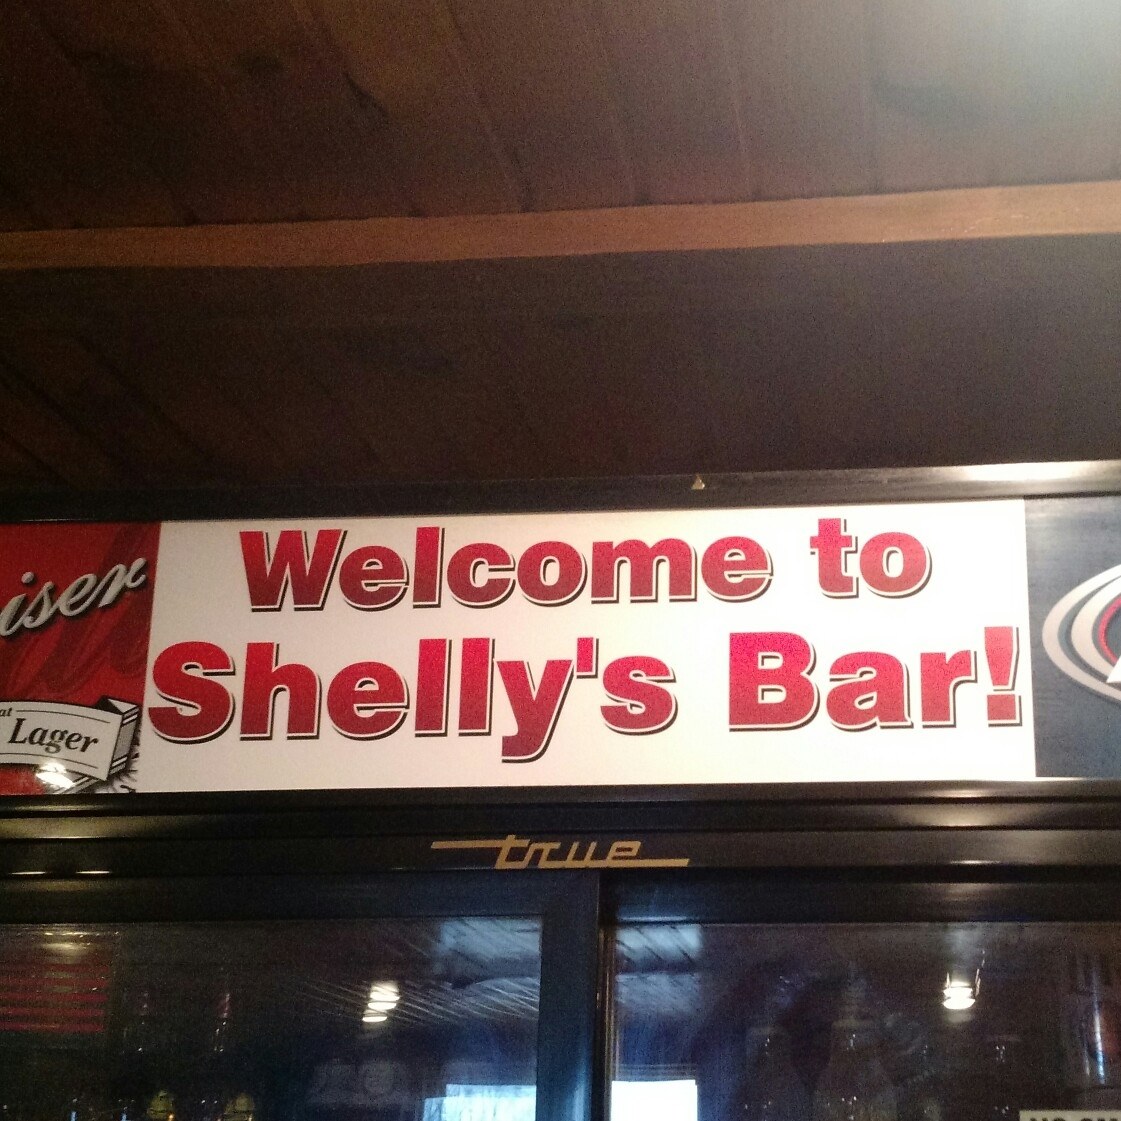 iser
Lager
Welcome to
Shelly's Bar!
true